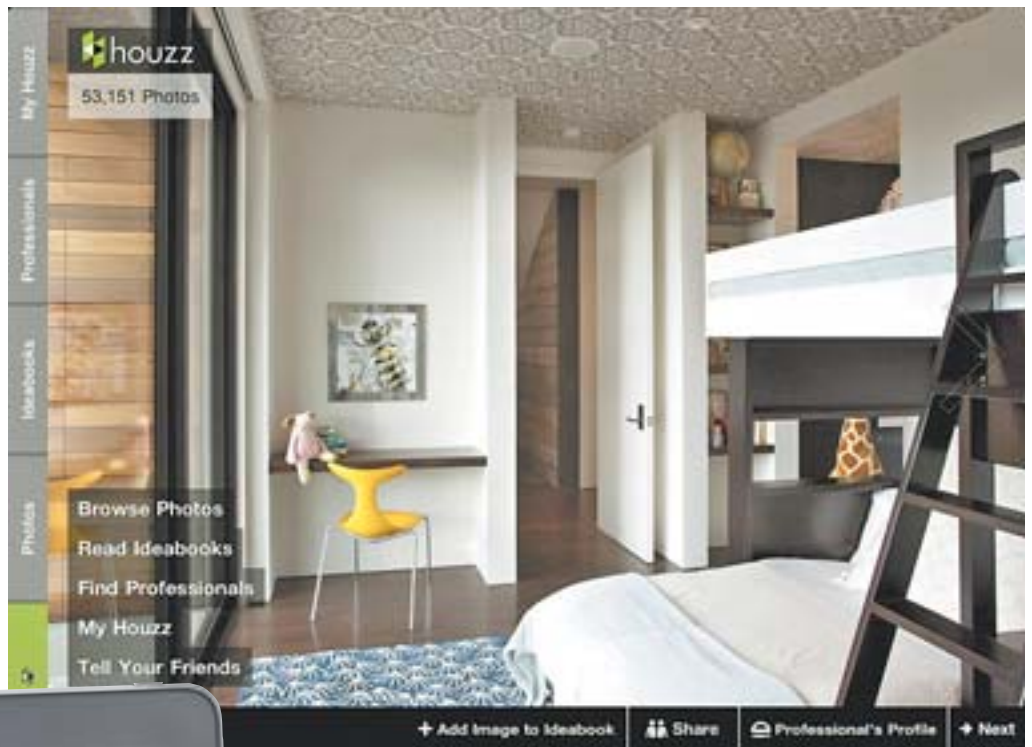 houzz
53,151 Photos
My Houzz
Professionals
Ideabooks
Photos
Browse Photos
Read Ideabooks
Find Professionals
My Houzz
Tell Your Friends
+ Add Image to Ideabook
Share
Professional's Profile
Next